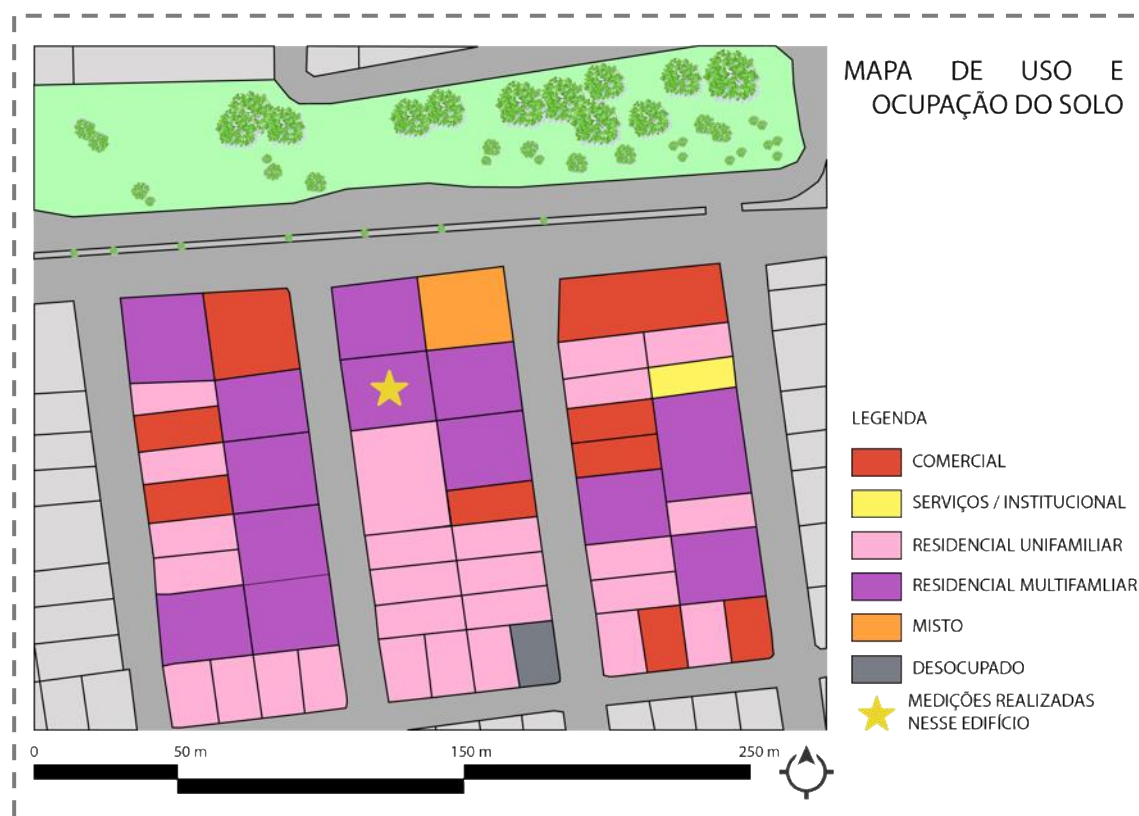 MAPA DE USO E
OCUPAÇÃO DO SOLO
LEGENDA
COMERCIAL
SERVIÇOS / INSTITUCIONAL
RESIDENCIAL UNIFAMILIAR
RESIDENCIAL MULTIFAMLIAR
MISTO
DESOCUPADO
MEDIÇÕES REALIZADAS
NESSE EDIFÍCIO
0 50 m 150 m 250 m